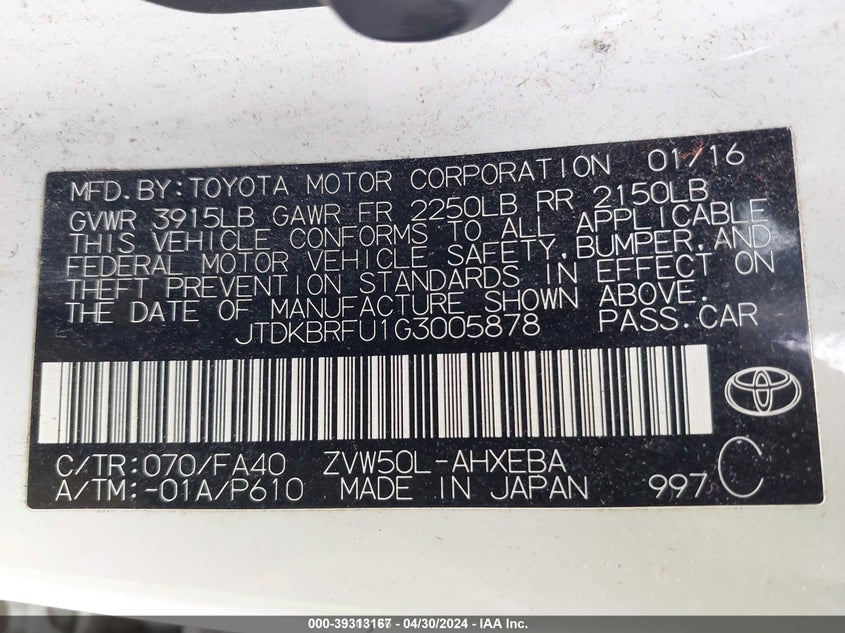 MFD. BY: TOYOTA MOTOR CORPORATION 01/16
GVWR 3915LB GAWR FR 2250LB RR 2150LB
THIS VEHICLE CONFORMS TO ALL APPLICABLE
FEDERAL MOTOR VEHICLE SAFETY, BUMPER, AND
THEFT PREVENTION STANDARDS IN EFFECT ON
THE DATE OF MANUFACTURE SHOWN ABOVE.
JTDKBRFU1G3005878 PASS. CAR
C/TR: 070/FA40 ZVW50L-AHXEBA
A/TM: -01A/P610 MADE IN JAPAN 997 C
000-39313167 - 04/30/2024 - IAA Inc.